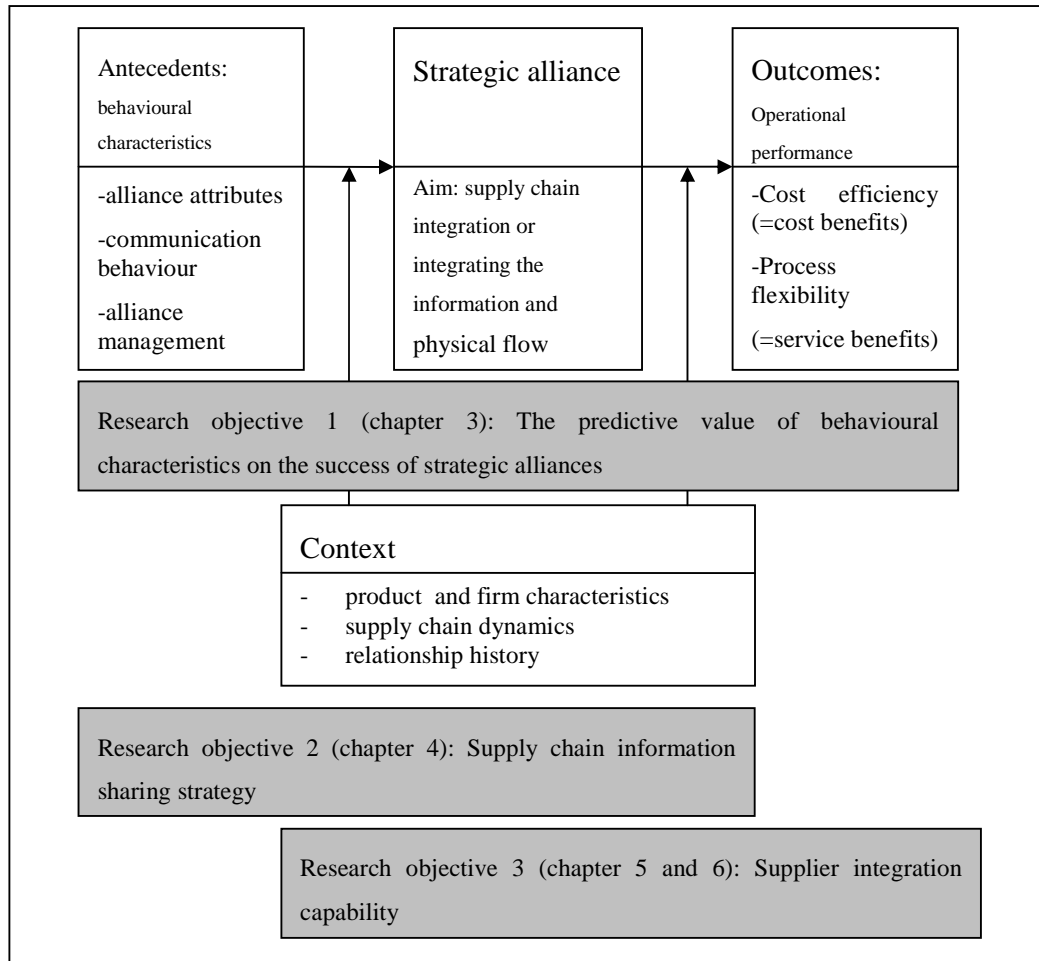 Antecedents:
behavioural
characteristics
-alliance attributes
-communication
behaviour
-alliance
management
Strategic alliance
Aim: supply chain
integration or
integrating the
information and
physical flow
Outcomes:
Operational
performance
-Cost efficiency
(=cost benefits)
-Process
flexibility
(=service benefits)
Research objective 1 (chapter 3): The predictive value of behavioural
characteristics on the success of strategic alliances
Context
- product and firm characteristics
- supply chain dynamics
- relationship history
Research objective 2 (chapter 4): Supply chain information
sharing strategy
Research objective 3 (chapter 5 and 6): Supplier integration
capability